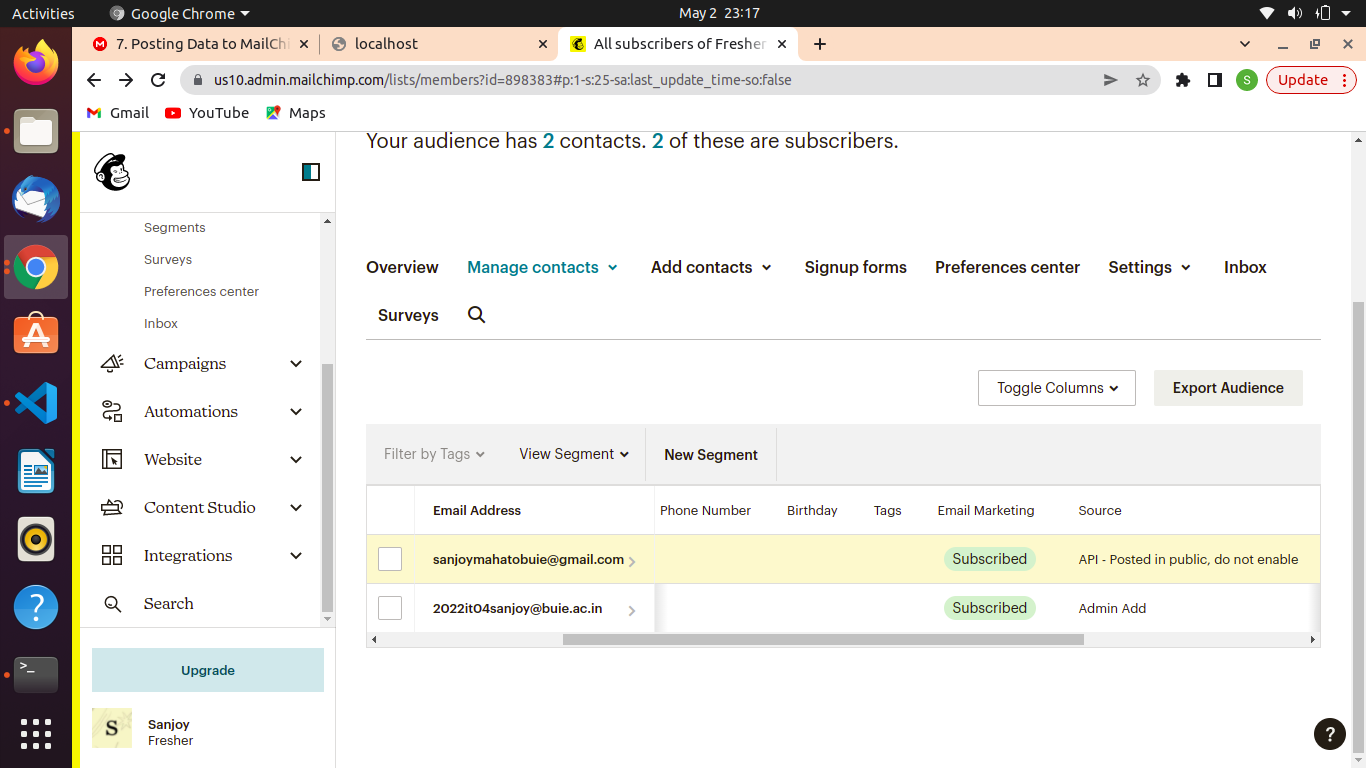 Activities Google Chrome May 2 23:17
7. Posting Data to MailChi localhost All subscribers of Fresher
us10.admin.mailchimp.com/lists/members?id=898383#p:1-s:25-sa:last_update_time-so:false S Update
Gmail YouTube Maps
Your audience has 2 contacts. 2 of these are subscribers.
Segments
Surveys
Preferences center
Inbox
Campaigns
Automations
Website
Content Studio
Integrations
Search
Upgrade
S Sanjoy
Fresher
Overview Manage contacts Add contacts Signup forms Preferences center Settings Inbox
Surveys
Toggle Columns Export Audience
Filter by Tags View Segment New Segment
Email Address Phone Number Birthday Tags Email Marketing Source
sanjoymahatobuie@gmail.com Subscribed API - Posted in public, do not enable
2022it04sanjoy@buie.ac.in Subscribed Admin Add
?